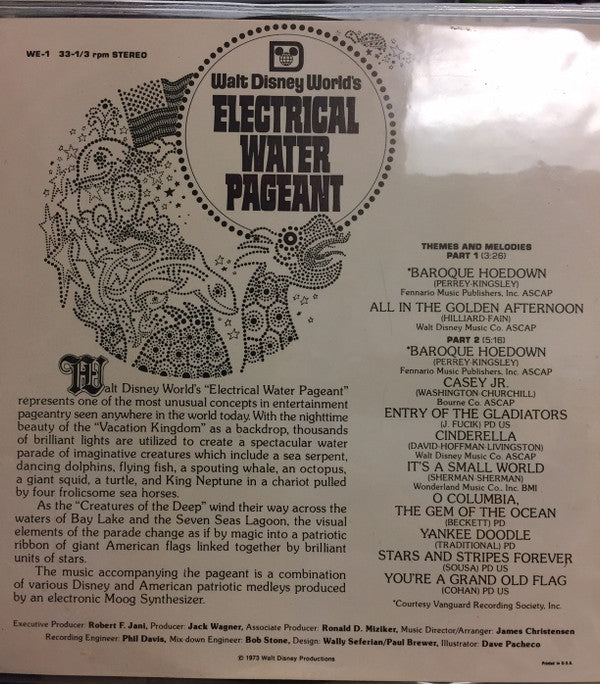 WE-1 33-1/3 rpm STEREO
Walt Disney World's
ELECTRICAL
WATER
PAGEANT
THEMES AND MELODIES
PART 1 (3:26)
*BAROQUE HOEDOWN
(PERREY-KINGSLEY)
Fennario Music Publishers, Inc. ASCAP
ALL IN THE GOLDEN AFTERNOON
(HILLIARD-FAIN)
Walt Disney Music Co. ASCAP
PART 2 (5:16)
*BAROQUE HOEDOWN
(PERREY-KINGSLEY)
Fennario Music Publishers, Inc. ASCAP
CASEY JR.
(WASHINGTON-CHURCHILL)
Bourne Co. ASCAP
ENTRY OF THE GLADIATORS
(J. FUCIK) PD US
CINDERELLA
(DAVID-HOFFMAN-LIVINGSTON)
Walt Disney Music Co. ASCAP
IT'S A SMALL WORLD
(SHERMAN-SHERMAN)
Wonderland Music Co.. Inc. BMI
O COLUMBIA,
THE GEM OF THE OCEAN
(BECKETT) PD
YANKEE DOODLE
(TRADITIONAL) PD
STARS AND STRIPES FOREVER
(SOUSA) PD US
YOU'RE A GRAND OLD FLAG
(COHAN) PD US
*Courtesy Vanguard Recording Society, Inc.
Walt Disney World's "Electrical Water Pageant"
represents one of the most unusual concepts in entertainment
pageantry seen anywhere in the world today. With the nighttime
beauty of the "Vacation Kingdom" as a backdrop, thousands
of brilliant lights are utilized to create a spectacular water
parade of imaginative creatures which include a sea serpent,
dancing dolphins, flying fish, a spouting whale, an octopus,
a giant squid, a turtle, and King Neptune in a chariot pulled
by four frolicsome sea horses.
As the "Creatures of the Deep" wind their way across the
waters of Bay Lake and the Seven Seas Lagoon, the visual
elements of the parade change as if by magic into a patriotic
ribbon of giant American flags linked together by brilliant
units of stars.
The music accompanying the pageant is a combination
of various Disney and American patriotic medleys produced
by an electronic Moog Synthesizer.
Executive Producer: Robert F. Jani, Producer: Jack Wagner, Associate Producer: Ronald D. Miziker, Music Director/Arranger: James Christensen
Recording Engineer: Phil Davis, Mix down Engineer: Bob Stone, Design: Wally Seferian/Paul Brewer, Illustrator: Dave Pacheco
© 1973 Walt Disney Productions
Printed in U.S.A.